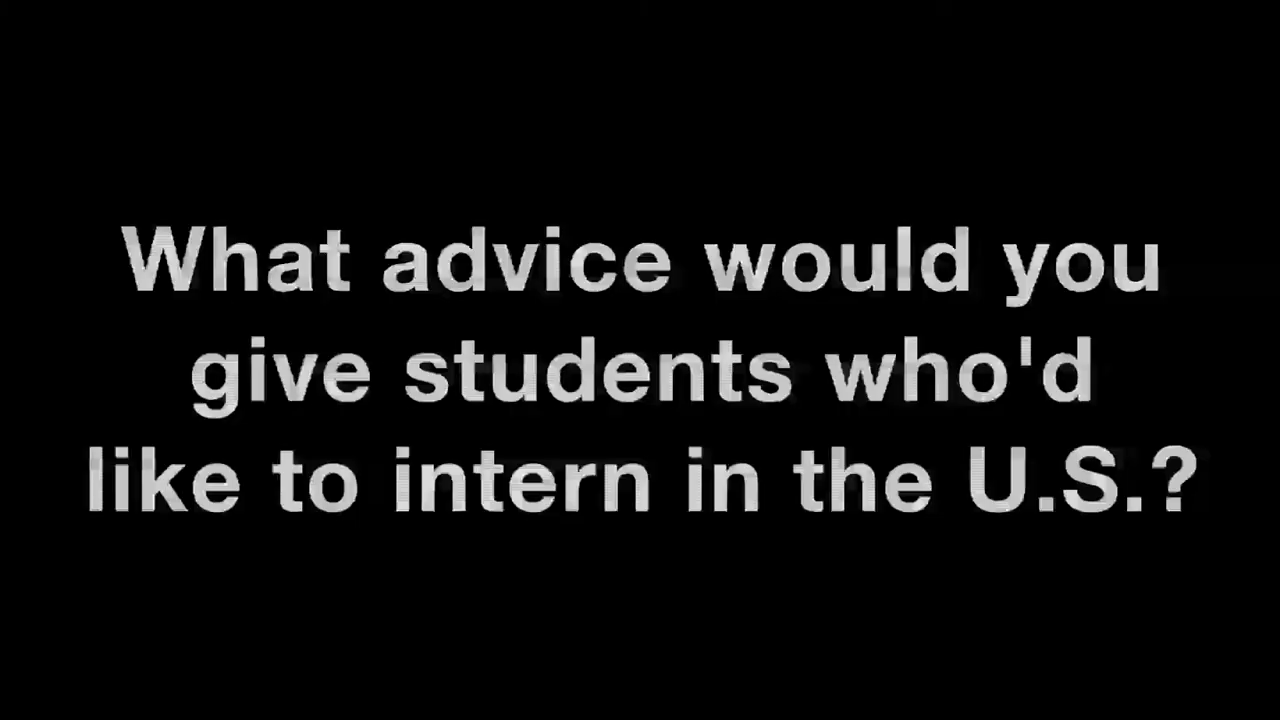 What advice would you
give students who'd
like to intern in the U.S.?